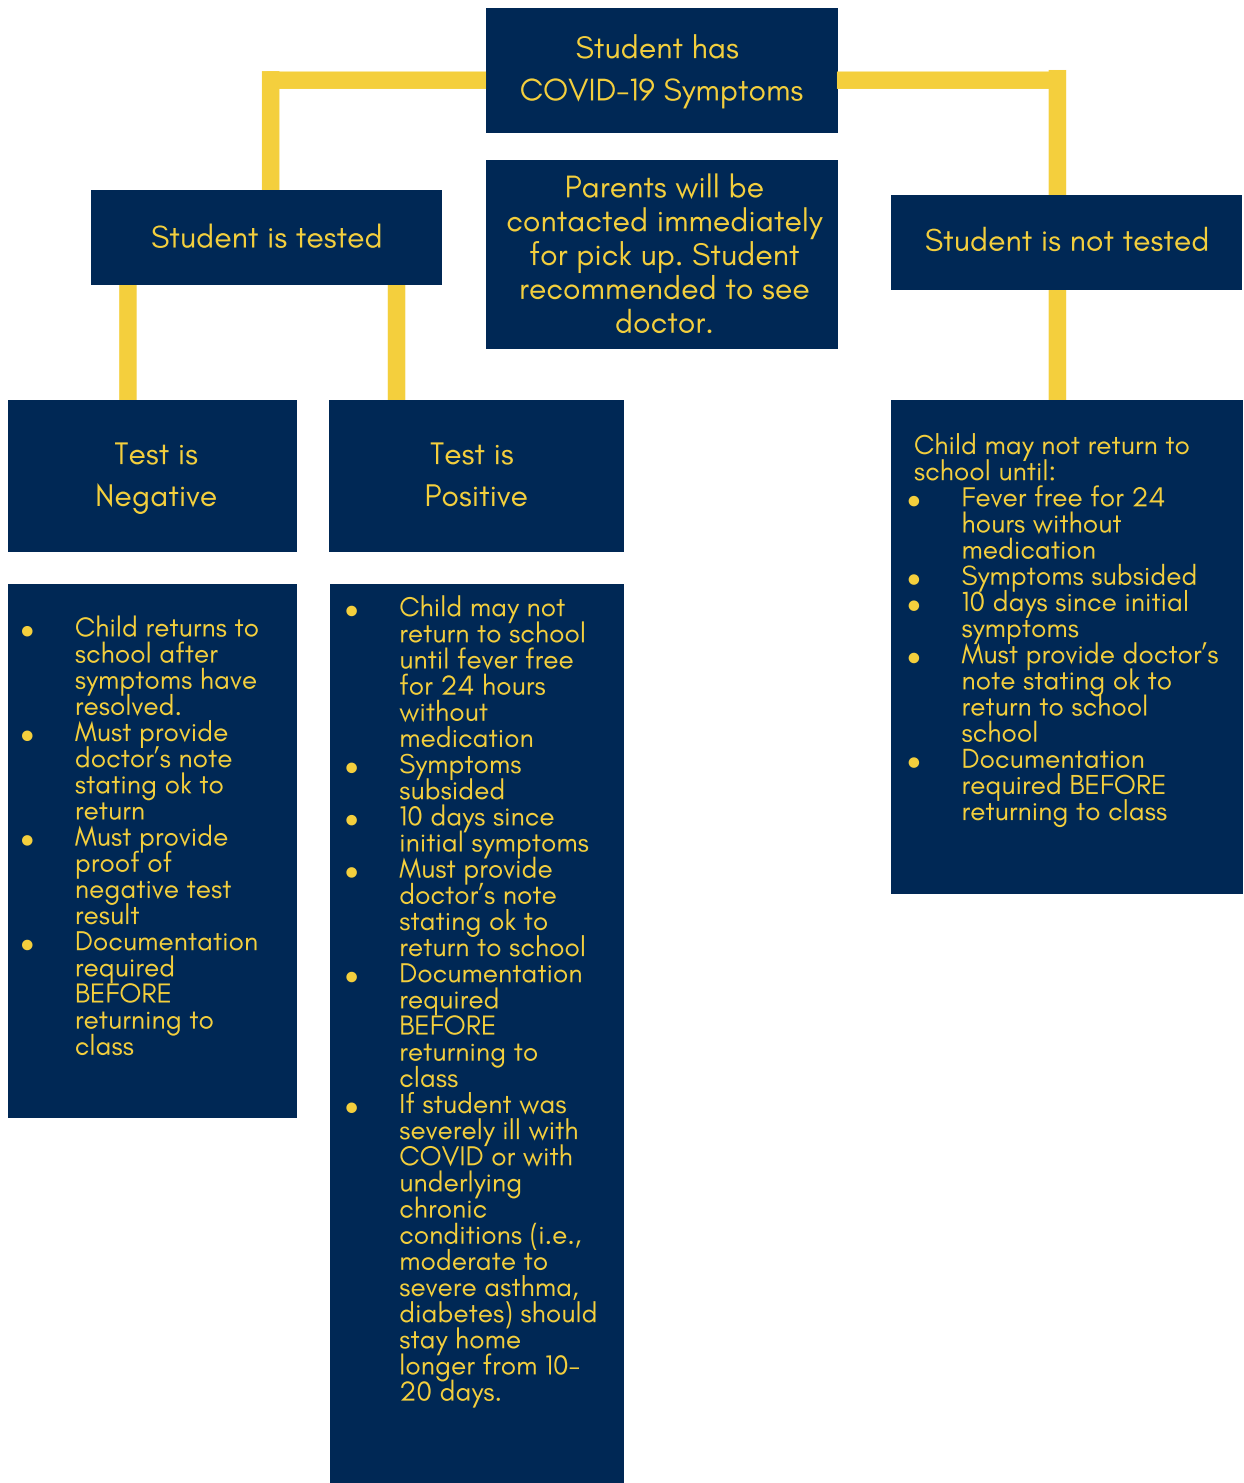 Student has
COVID-19 Symptoms
Parents will be
contacted immediately
for pick up. Student
recommended to see
doctor.
Student is tested
Student is not tested
Test is
Negative
Test is
Positive
• Child returns to
school after
symptoms have
resolved.
• Must provide
doctor's note
stating ok to
return
• Must provide
proof of
negative test
result
• Documentation
required
BEFORE
returning to
class
• Child may not
return to school
until fever free
for 24 hours
without
medication
• Symptoms
subsided
• 10 days since
initial symptoms
• Must provide
doctor's note
stating ok to
return to school
• Documentation
required
BEFORE
returning to
class
• If student was
severely ill with
COVID or with
underlying
chronic
conditions (i.e.,
moderate to
severe asthma,
diabetes) should
stay home
longer from 10-
20 days.
Child may not return to
school until:
• Fever free for 24
hours without
medication
• Symptoms subsided
• 10 days since initial
symptoms
• Must provide doctor's
note stating ok to
return to school
school
• Documentation
required BEFORE
returning to class